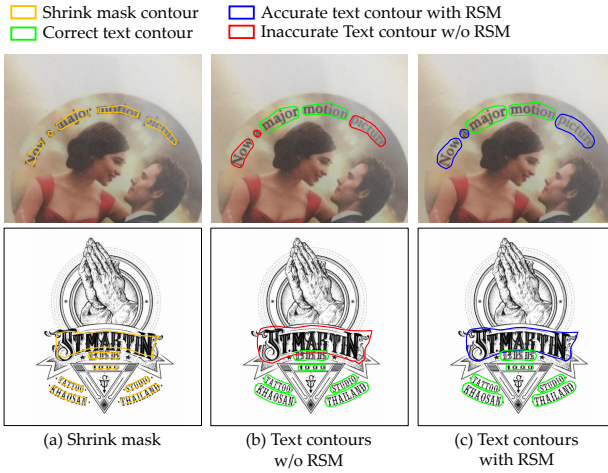 Shrink mask contour
Accurate text contour with RSM
Correct text contour
Inaccurate Text contour w/o RSM
Now a major motion picture
Now a major motion picture
Now a major motion picture
ST.MARTIN
TATTOO STUDIO
KHAOSAN THAILAND
ST.MARTIN
TATTOO STUDIO
KHAOSAN THAILAND
ST.MARTIN
TATTOO STUDIO
KHAOSAN THAILAND
(a) Shrink mask
(b) Text contours
w/o RSM
(c) Text contours
with RSM